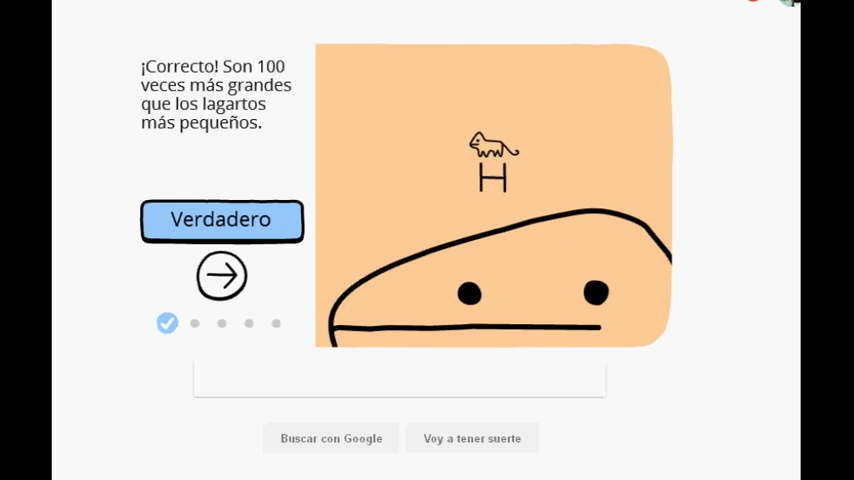 ¡Correcto! Son 100
veces más grandes
que los lagartos
más pequeños.
Verdadero
Buscar con Google
Voy a tener suerte